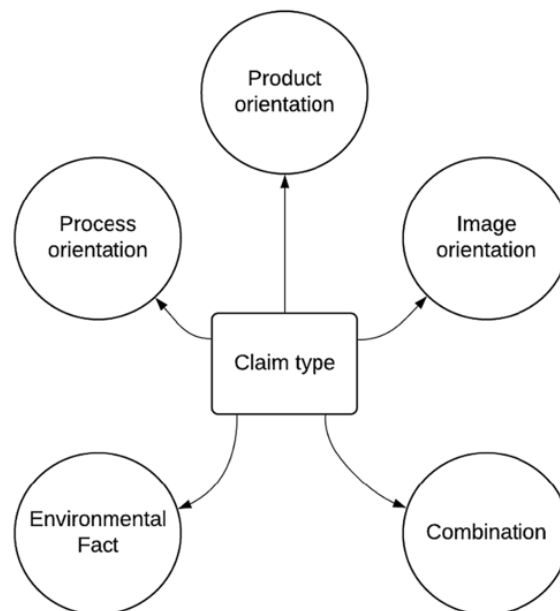 Product
orientation
Process
orientation
Image
orientation
Claim type
Environmental
Fact
Combination